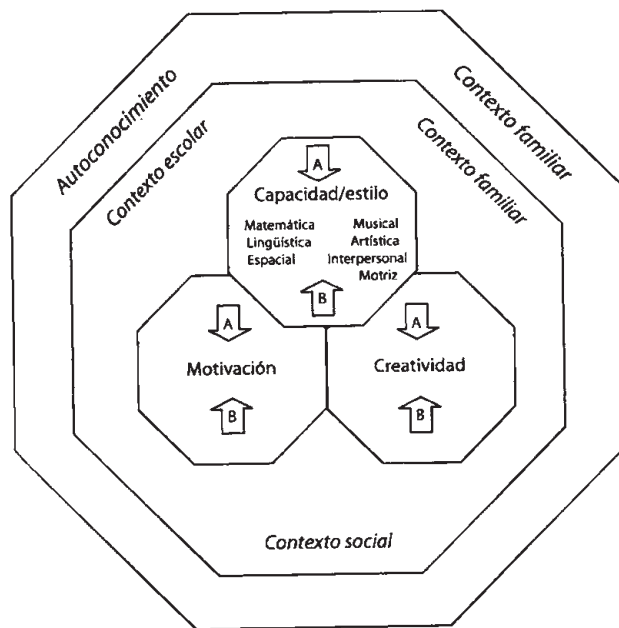 Autoconocimiento
Contexto familiar
Contexto escolar
Contexto familiar
A
Capacidad/estilo
Matemática Musical
Lingüística Artística
Espacial Interpersonal
Motriz
B
A
A
Motivación
Creatividad
B
B
Contexto social